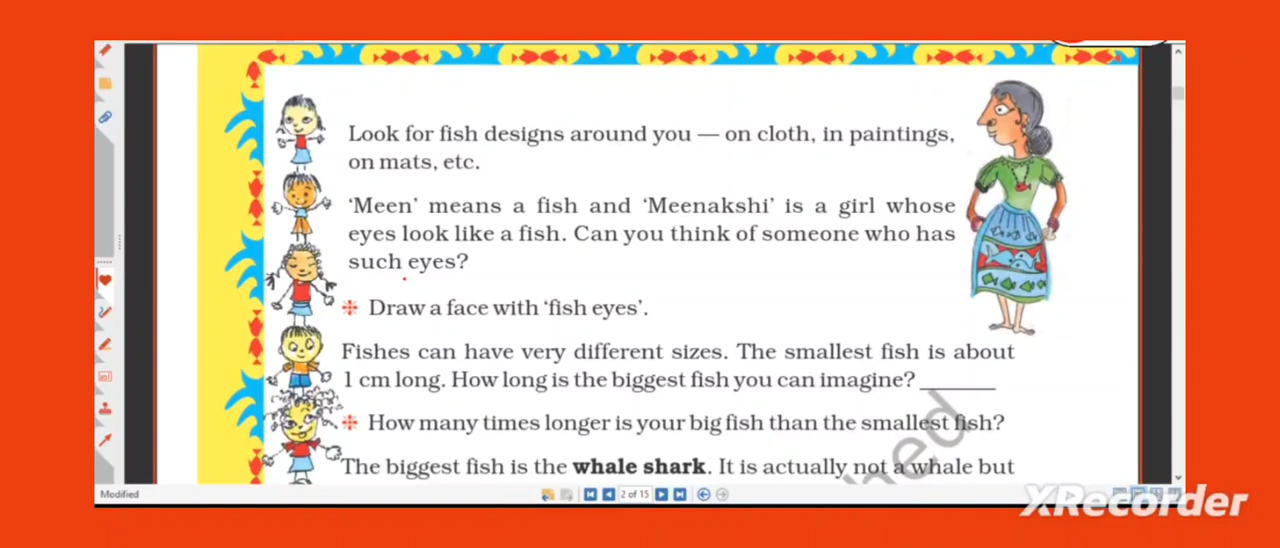 Look for fish designs around you — on cloth, in paintings,
on mats, etc.
‘Meen’ means a fish and ‘Meenakshi’ is a girl whose
eyes look like a fish. Can you think of someone who has
such eyes?
Draw a face with ‘fish eyes’.
Fishes can have very different sizes. The smallest fish is about
1 cm long. How long is the biggest fish you can imagine? ______
How many times longer is your big fish than the smallest fish?
The biggest fish is the whale shark. It is actually not a whale but
Modified
2 of 15
XRecorder